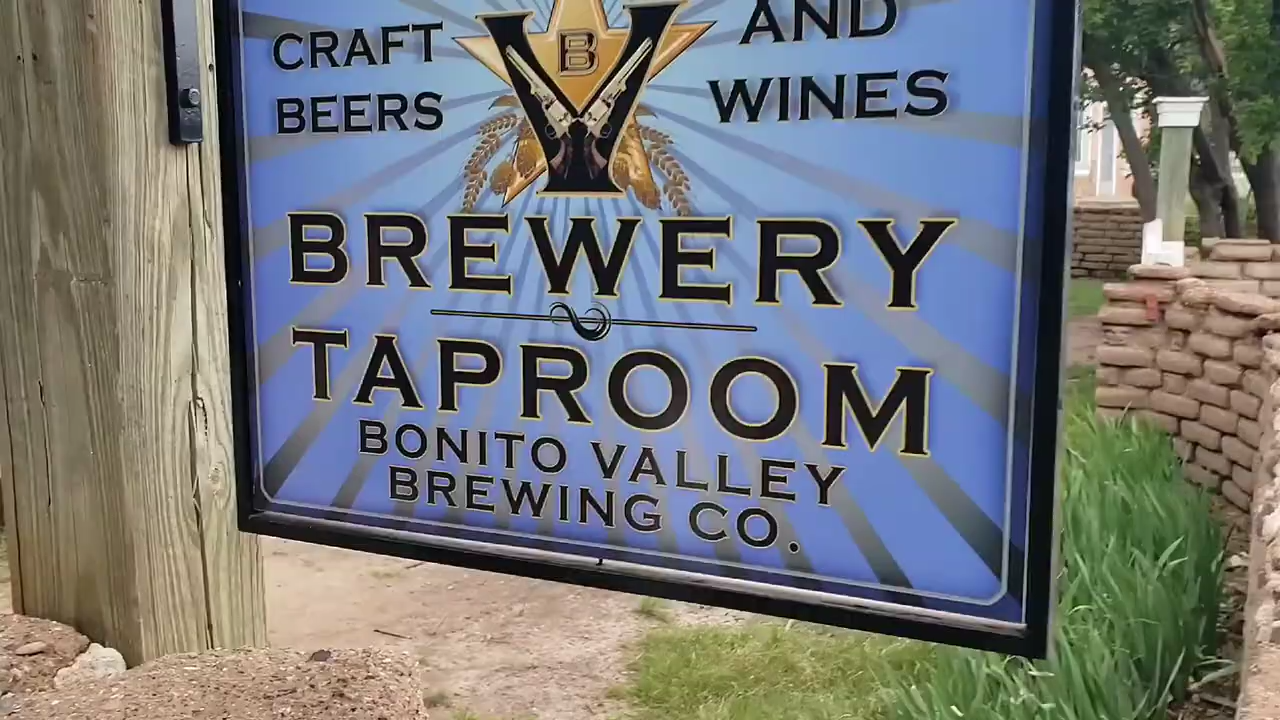 CRAFT
BEERS
B
V
AND
WINES
BREWERY
TAPROOM
BONITO VALLEY
BREWING CO.